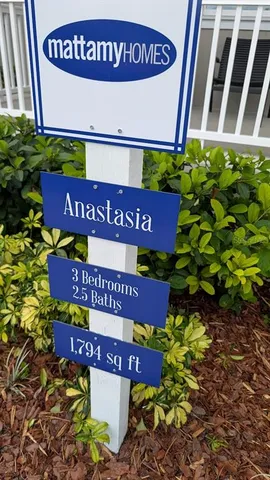 mattamyHOMES
Anastasia
3 Bedrooms
2.5 Baths
1,794 sq ft